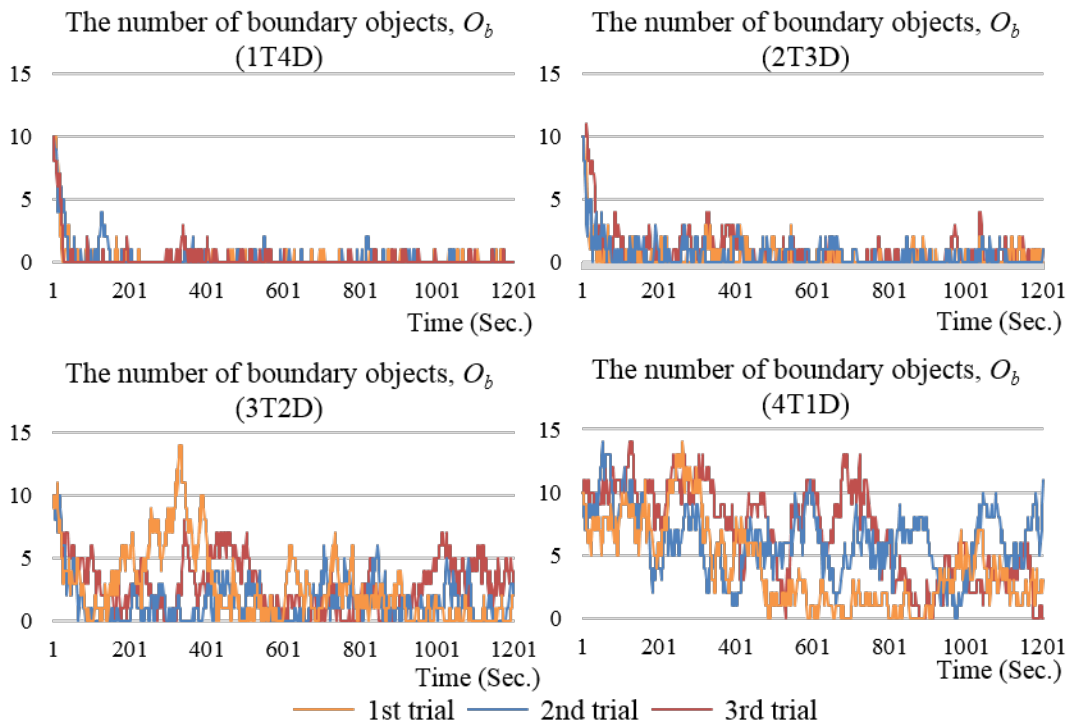 The number of boundary objects, O_b
(1T4D)
15
10
5
0
1 201 401 601 801 1001 1201
Time (Sec.)
The number of boundary objects, O_b
(2T3D)
15
10
5
0
1 201 401 601 801 1001 1201
Time (Sec.)
The number of boundary objects, O_b
(3T2D)
15
10
5
0
1 201 401 601 801 1001 1201
Time (Sec.)
The number of boundary objects, O_b
(4T1D)
15
10
5
0
1 201 401 601 801 1001 1201
Time (Sec.)
1st trial 2nd trial 3rd trial